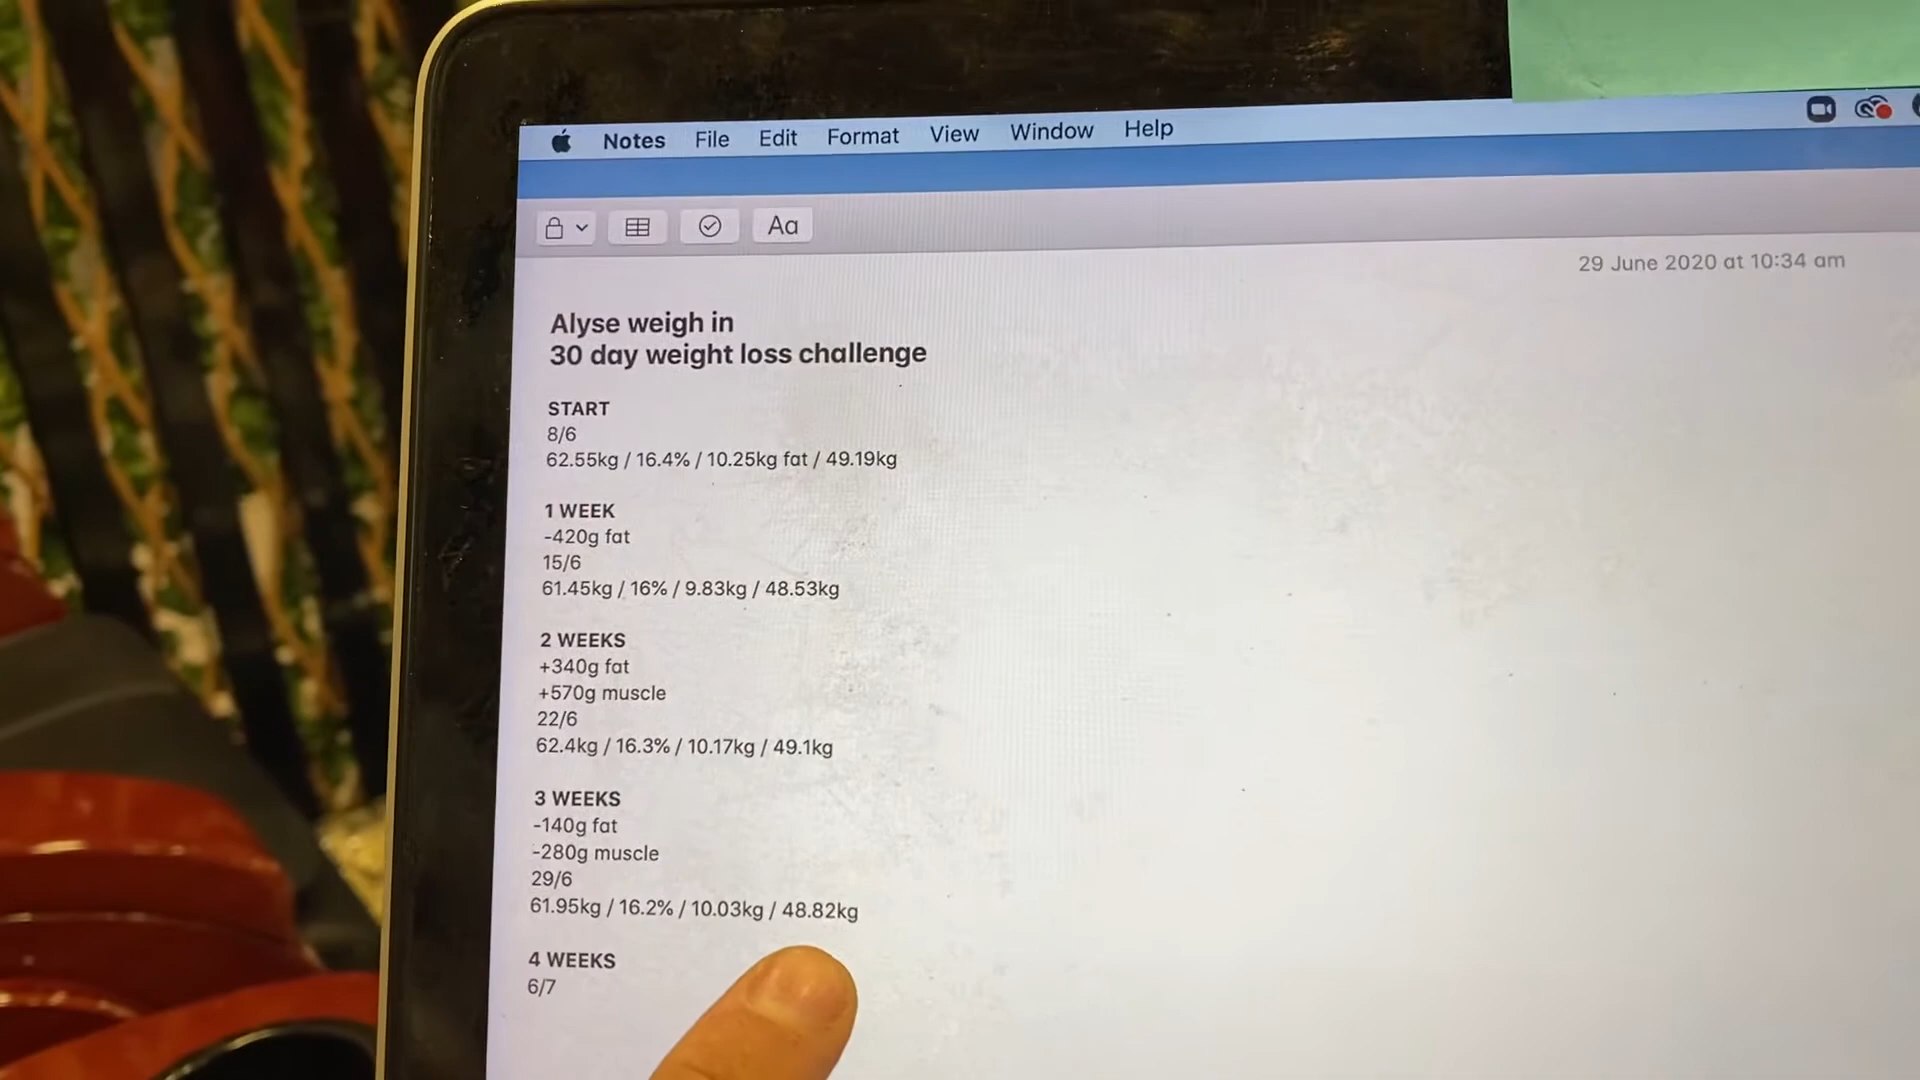 Notes File Edit Format View Window Help
Aa
29 June 2020 at 10:34 am
Alyse weigh in
30 day weight loss challenge
START
8/6
62.55kg / 16.4% / 10.25kg fat / 49.19kg
1 WEEK
-420g fat
15/6
61.45kg / 16% / 9.83kg / 48.53kg
2 WEEKS
+340g fat
+570g muscle
22/6
62.4kg / 16.3% / 10.17kg / 49.1kg
3 WEEKS
-140g fat
-280g muscle
29/6
61.95kg / 16.2% / 10.03kg / 48.82kg
4 WEEKS
6/7